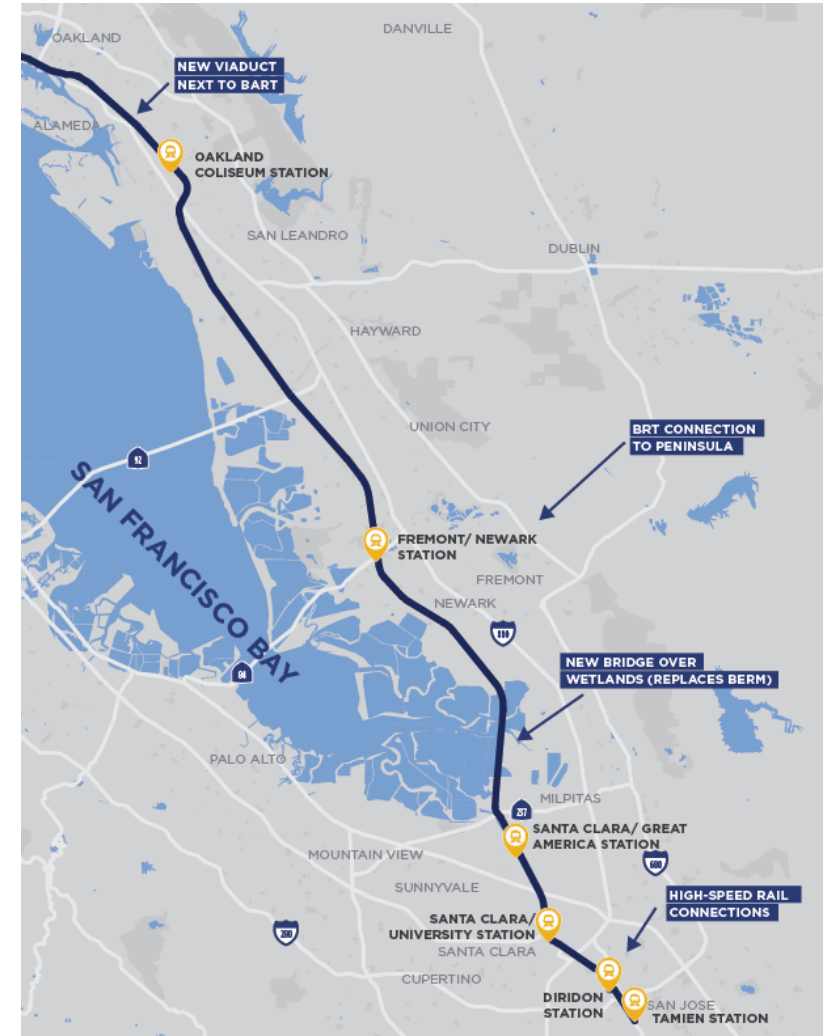 DANVILLE
OAKLAND
NEW VIADUCT
NEXT TO BART
ALAMEDA
OAKLAND
COLISEUM STATION
SAN LEANDRO
DUBLIN
HAYWARD
UNION CITY
BRT CONNECTION
TO PENINSULA
92
SAN FRANCISCO BAY
FREMONT/ NEWARK
STATION
FREMONT
NEWARK
880
NEW BRIDGE OVER
WETLANDS (REPLACES BERM)
84
PALO ALTO
MILPITAS
237
SANTA CLARA/ GREAT
AMERICA STATION
MOUNTAIN VIEW
680
SUNNYVALE
HIGH-SPEED RAIL
CONNECTIONS
SANTA CLARA/
UNIVERSITY STATION
280
SANTA CLARA
CUPERTINO
DIRIDON
STATION
SAN JOSE
TAMIEN STATION